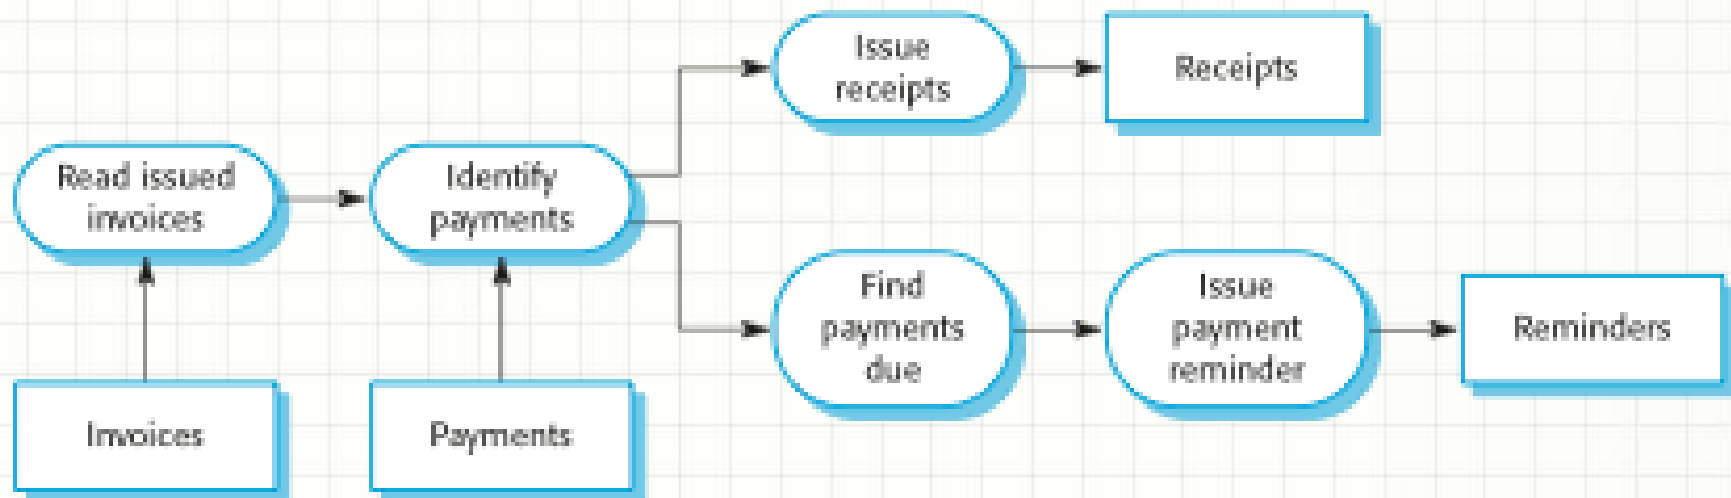 Issue
receipts
Receipts
Read issued
invoices
Identify
payments
Find
payments
due
Issue
payment
reminder
Reminders
Invoices
Payments